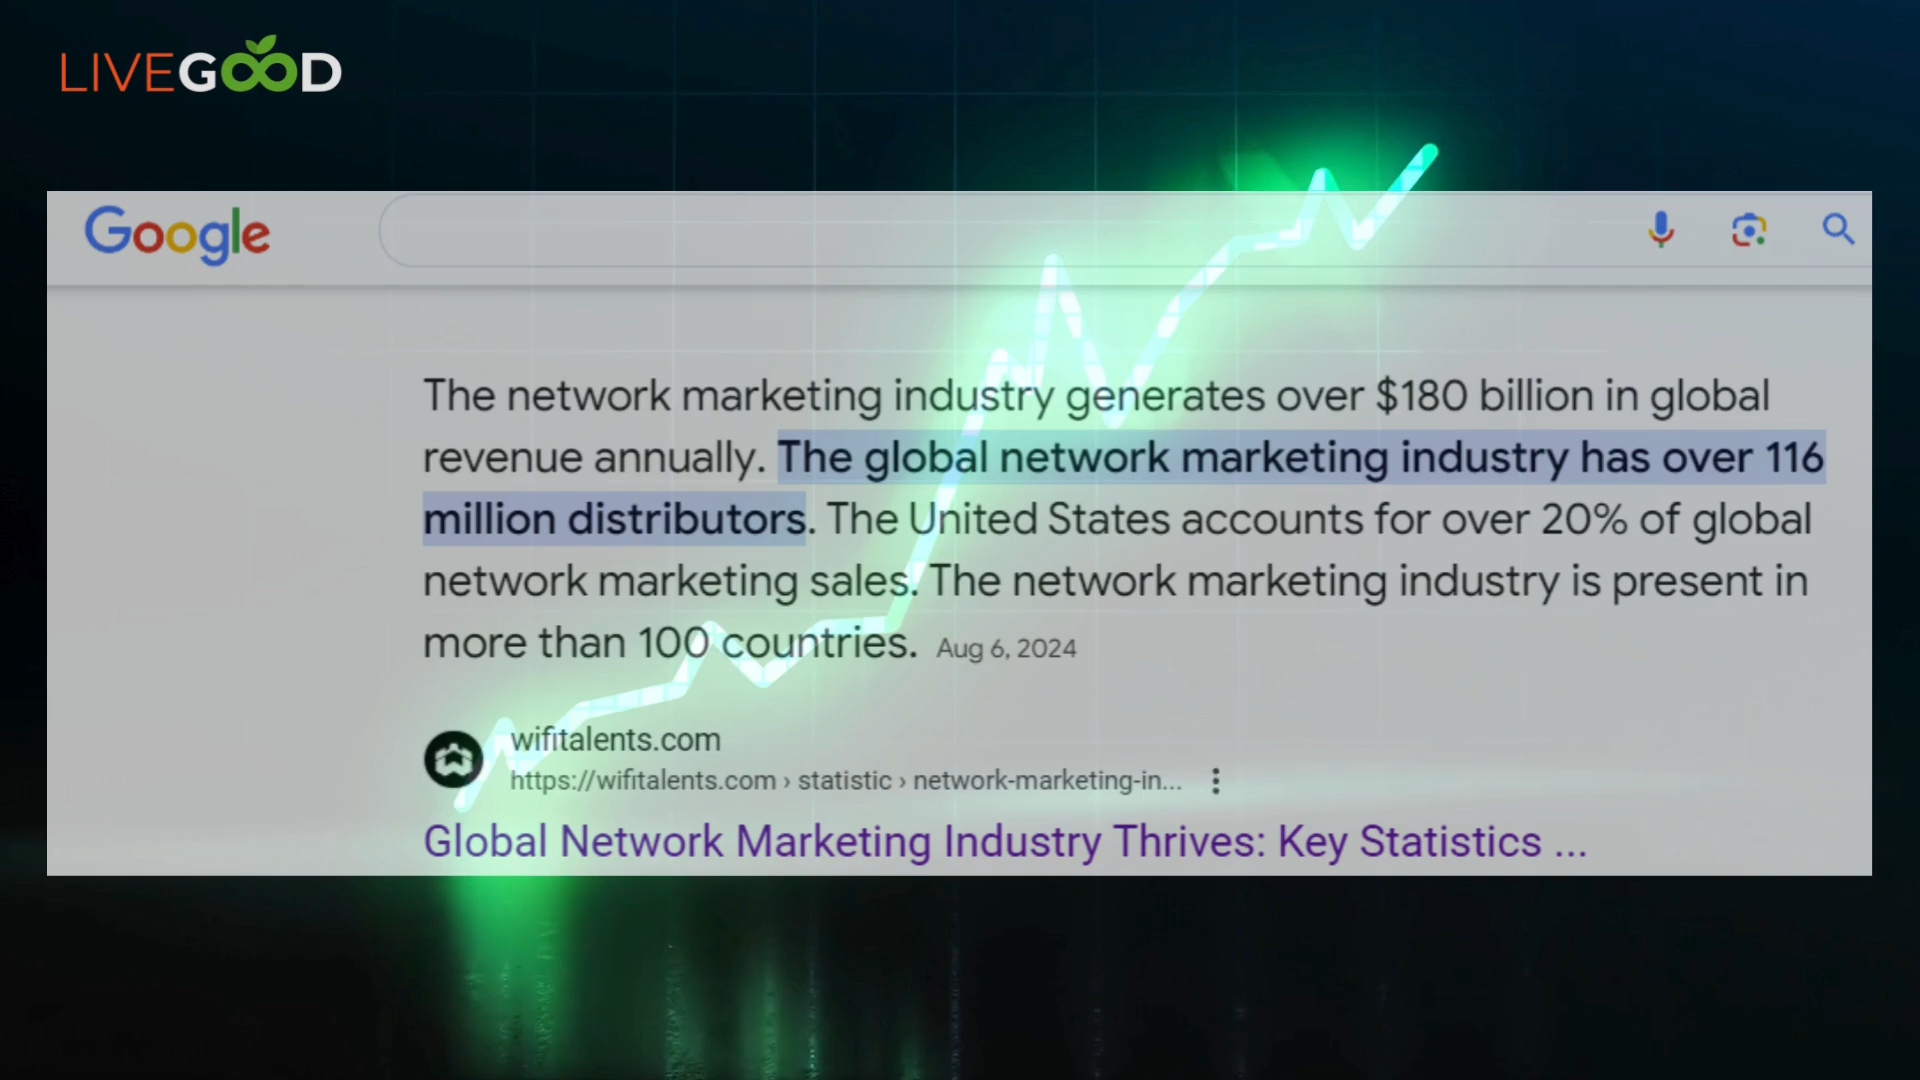 LIVEGOOD
Google
The network marketing industry generates over $180 billion in global
revenue annually. The global network marketing industry has over 116
million distributors. The United States accounts for over 20% of global
network marketing sales. The network marketing industry is present in
more than 100 countries. Aug 6, 2024
wifitalents.com
https://wifitalents.com › statistic › network-marketing-in...
Global Network Marketing Industry Thrives: Key Statistics ...